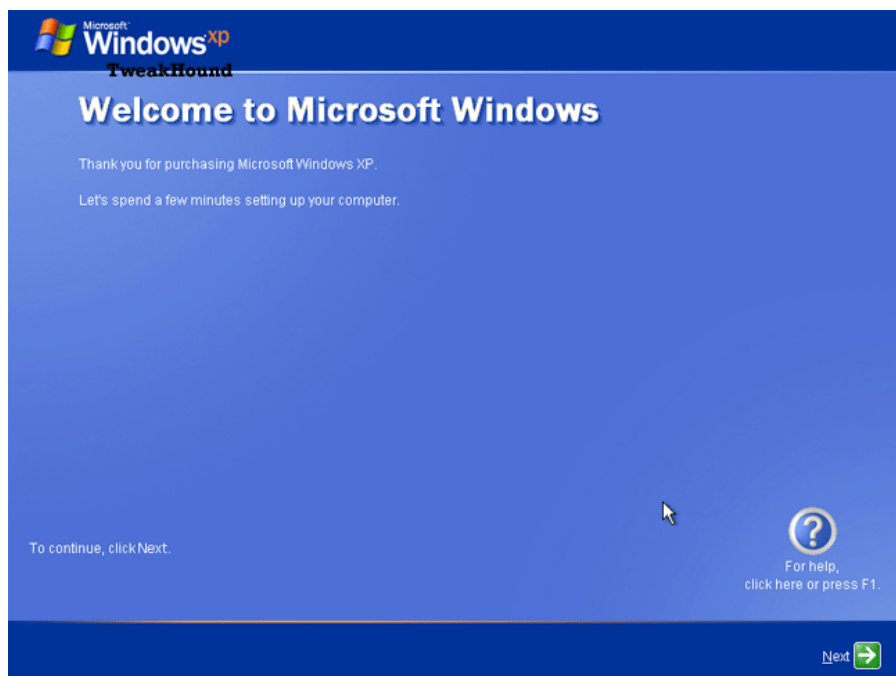 Microsoft
Windows xp
TweakHound
Welcome to Microsoft Windows
Thank you for purchasing Microsoft Windows XP.
Let's spend a few minutes setting up your computer.
To continue, click Next.
For help,
click here or press F1.
Next